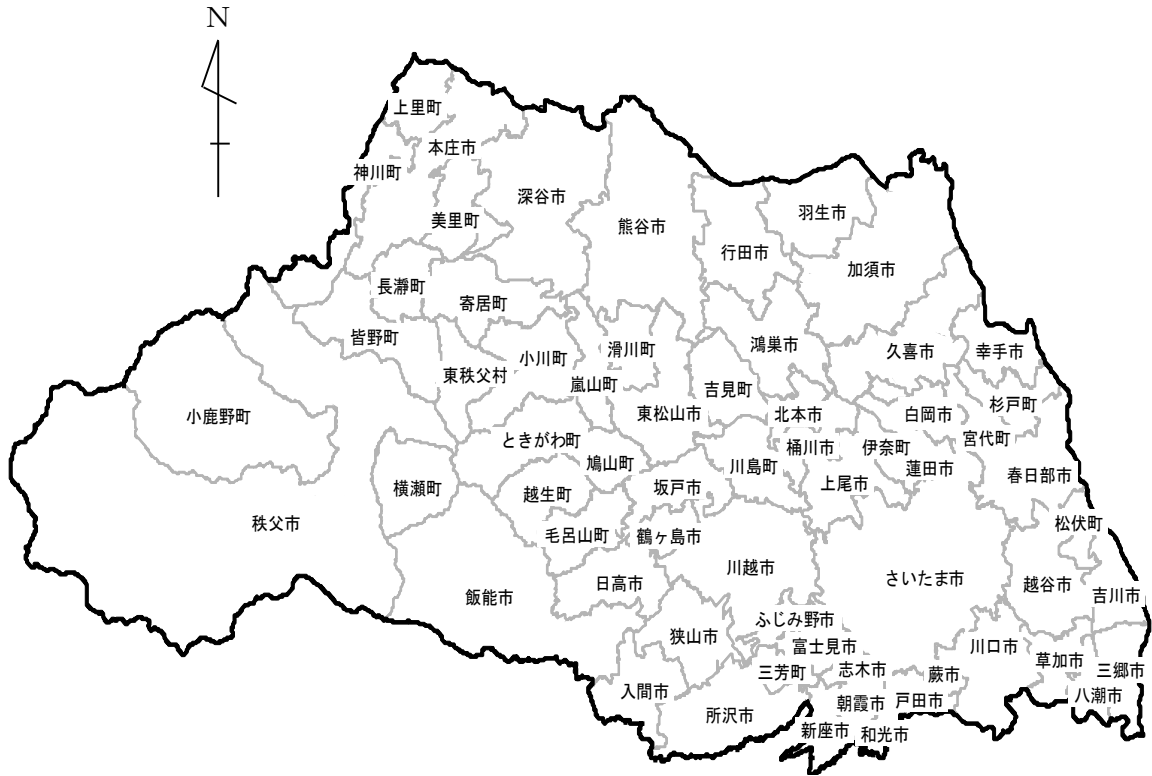 N
上里町
本庄市
神川町
深谷市
美里町
熊谷市
羽生市
行田市
加須市
長瀞町
寄居町
皆野町
小川町
滑川町
鴻巣市
久喜市
幸手市
東秩父村
嵐山町
吉見町
小鹿野町
東松山市
北本市
白岡市
杉戸町
ときがわ町
桶川市
伊奈町
宮代町
鳩山町
川島町
蓮田市
春日部市
横瀬町
越生町
坂戸市
上尾市
秩父市
毛呂山町
鶴ヶ島市
松伏町
飯能市
日高市
川越市
さいたま市
越谷市
吉川市
ふじみ野市
狭山市
富士見市
川口市
三芳町
志木市
蕨市
草加市
三郷市
入間市
所沢市
朝霞市
戸田市
八潮市
新座市
和光市